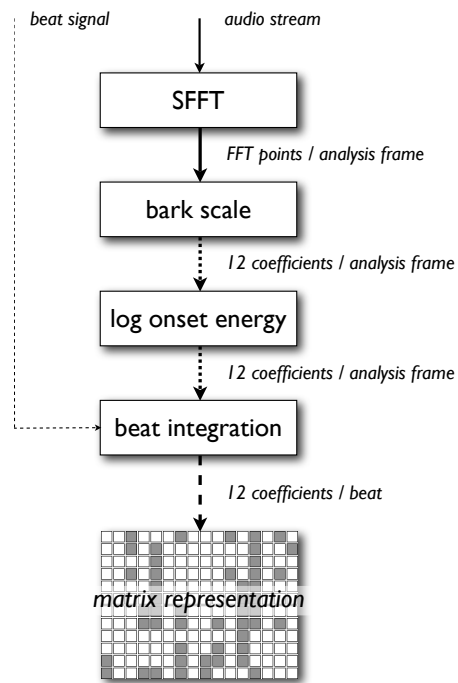 beat signal
audio stream
SFFT
FFT points / analysis frame
bark scale
12 coefficients / analysis frame
log onset energy
12 coefficients / analysis frame
beat integration
12 coefficients / beat
matrix representation